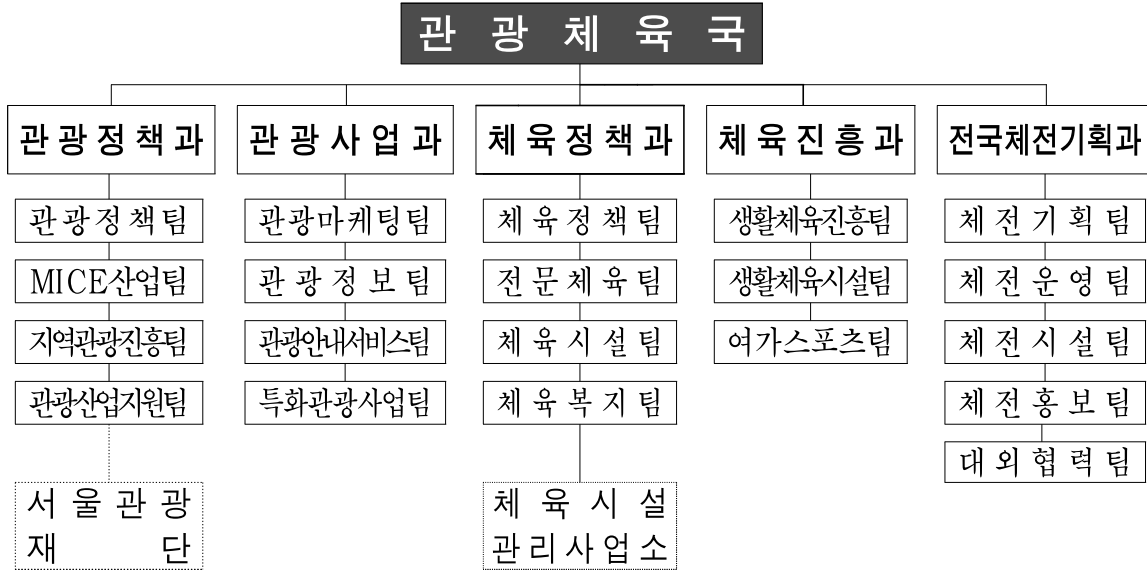 관광체육국
관광정책과
관광정책팀
MICE산업팀
지역관광진흥팀
관광산업지원팀
서울관광
재단
관광사업과
관광마케팅팀
관광정보팀
관광안내서비스팀
특화관광사업팀
체육정책과
체육정책팀
전문체육팀
체육시설팀
체육복지팀
체육시설
관리사업소
체육진흥과
생활체육진흥팀
생활체육시설팀
여가스포츠팀
전국체전기획과
체전기획팀
체전운영팀
체전시설팀
체전홍보팀
대외협력팀